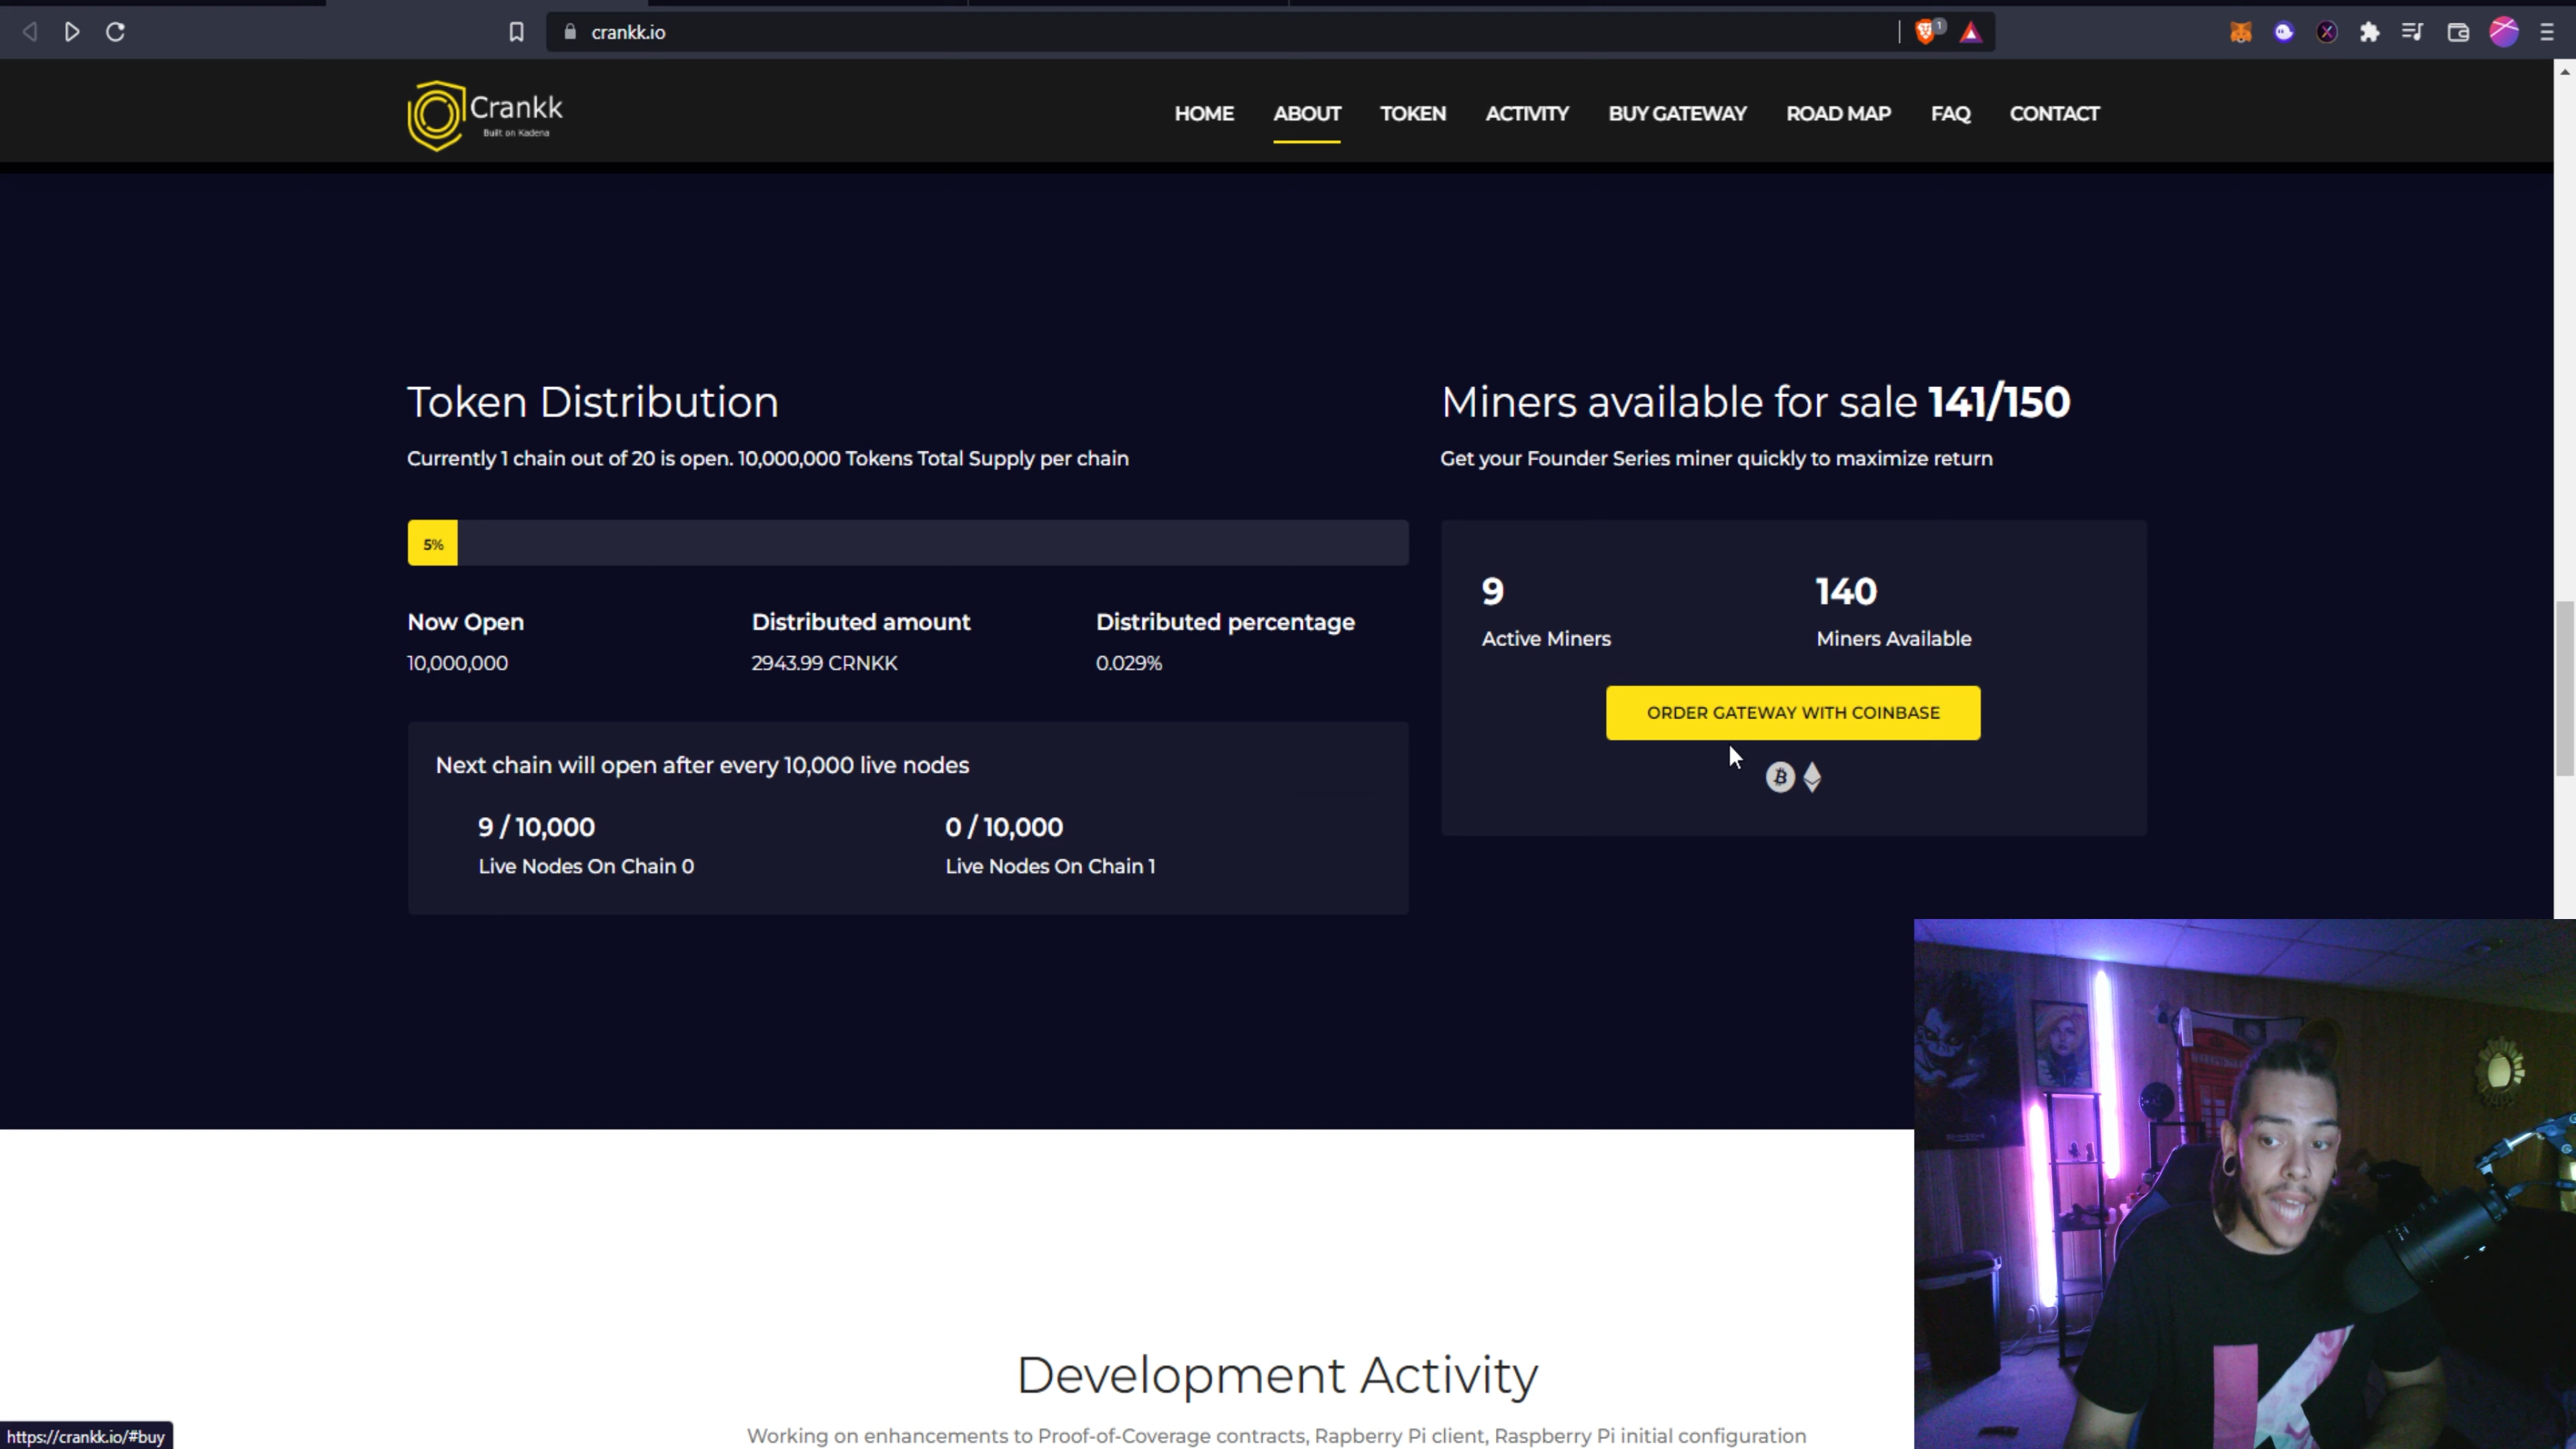 crankk.io
1
Crankk
Built on Kadena
HOME ABOUT TOKEN ACTIVITY BUY GATEWAY ROAD MAP FAQ CONTACT
Token Distribution
Currently 1 chain out of 20 is open. 10,000,000 Tokens Total Supply per chain
5%
Now Open Distributed amount Distributed percentage
10,000,000 2943.99 CRNKK 0.029%
Next chain will open after every 10,000 live nodes
9 / 10,000 0 / 10,000
Live Nodes On Chain 0 Live Nodes On Chain 1
Miners available for sale 141/150
Get your Founder Series miner quickly to maximize return
9 140
Active Miners Miners Available
ORDER GATEWAY WITH COINBASE
Development Activity
Working on enhancements to Proof-of-Coverage contracts, Rapberry Pi client, Raspberry Pi initial configuration
https://crankk.io/#buy